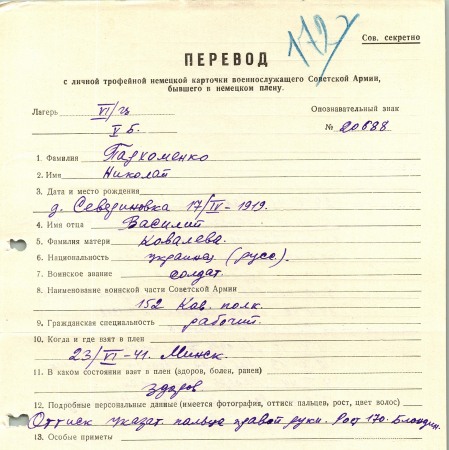 172
Сов. секретно
ПЕРЕВОД
с личной трофейной немецкой карточки военнослужащего Советской Армии,
бывшего в немецком плену.
Лагерь VI/
Опознавательный знак
V Б. № 20688
1. Фамилия Пархоменко
2. Имя Николай
3. Дата и место рождения
д. Севериновка 17/IV-1919.
4. Имя отца Василий
5. Фамилия матери Ковалева.
6. Национальность украинец (русс).
7. Воинское звание солдат.
8. Наименование воинской части Советской Армии
152 Кав. полк.
9. Гражданская специальность рабочий.
10. Когда и где взят в плен
23/VI-41. Минск.
11. В каком состоянии взят в плен (здоров, болен, ранен)
здоров
12. Подробные персональные данные (имеется фотография, оттиск пальцев, рост, цвет волос)
Оттиск указат. пальца правой руки. Рост 170. Блондин.
13. Особые приметы